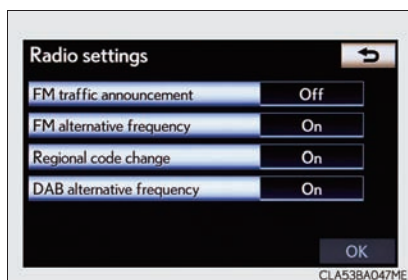 Radio settings
FM traffic announcement Off
FM alternative frequency On
Regional code change On
DAB alternative frequency On
OK
CLA53BA047ME